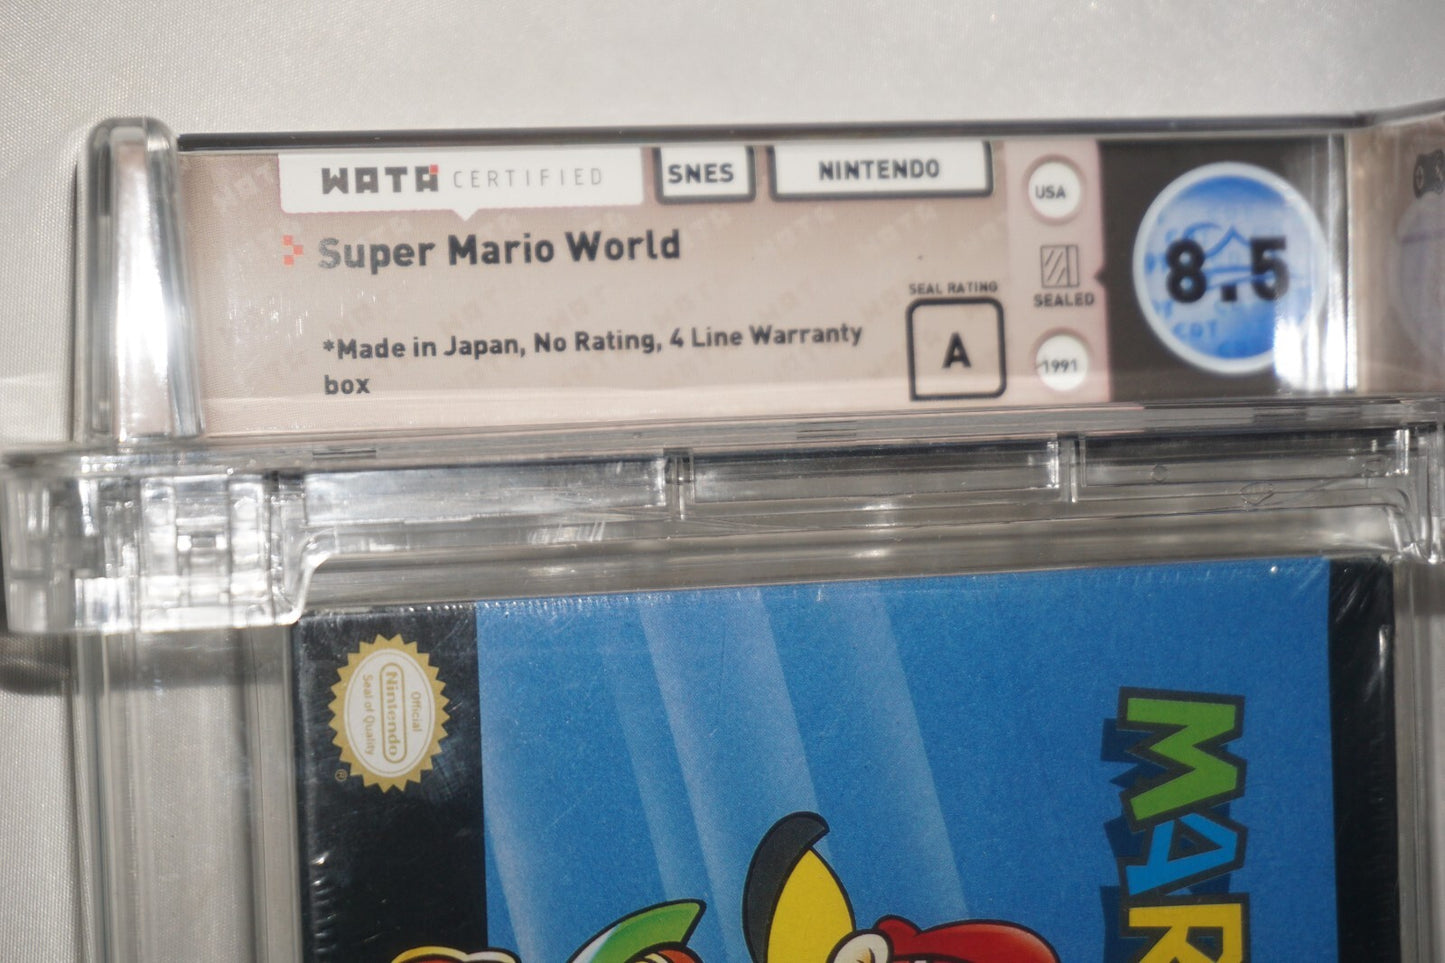 WATA CERTIFIED
SNES
NINTENDO
USA
Super Mario World
8.5
SEAL RATING
SEALED
*Made in Japan, No Rating, 4 Line Warranty
box
A
1991
Official
Nintendo
Seal of Quality
®
MAR